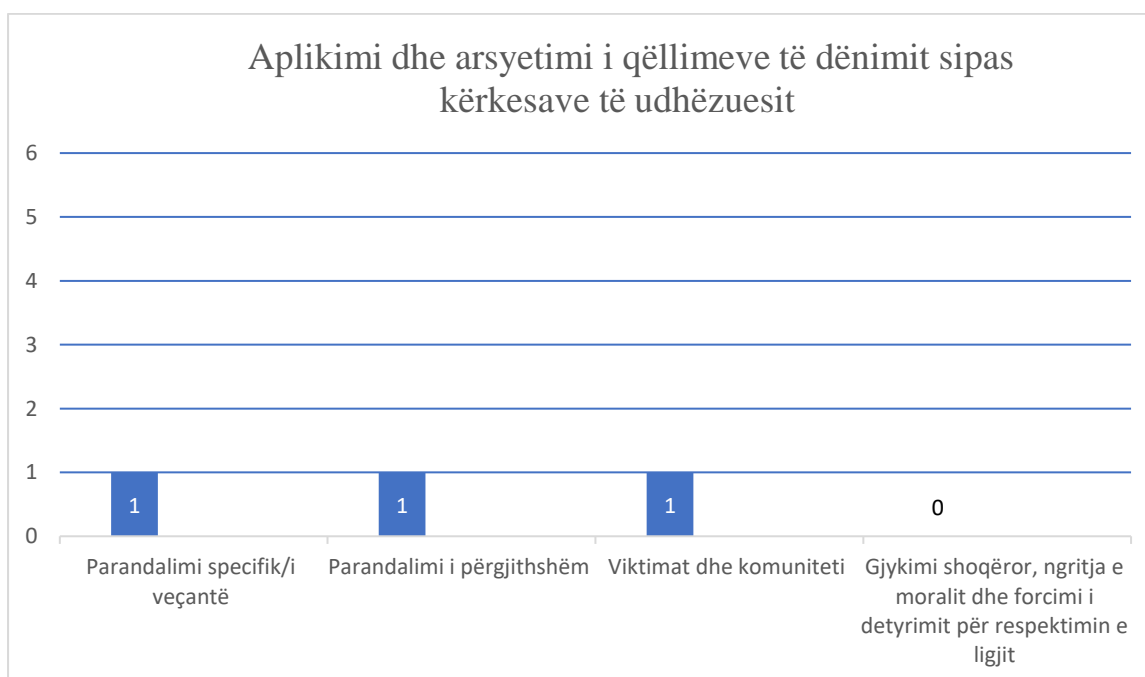 Aplikimi dhe arsyetimi i qëllimeve të dënimit sipas
kërkesave të udhëzuesit
6
5
4
3
2
1
0
1
1
1
0
Parandalimi specifik/i
veçantë
Parandalimi i përgjithshëm
Viktimat dhe komuniteti
Gjykimi shoqëror, ngritja e
moralit dhe forcimi i
detyrimit për respektimin e
ligjit